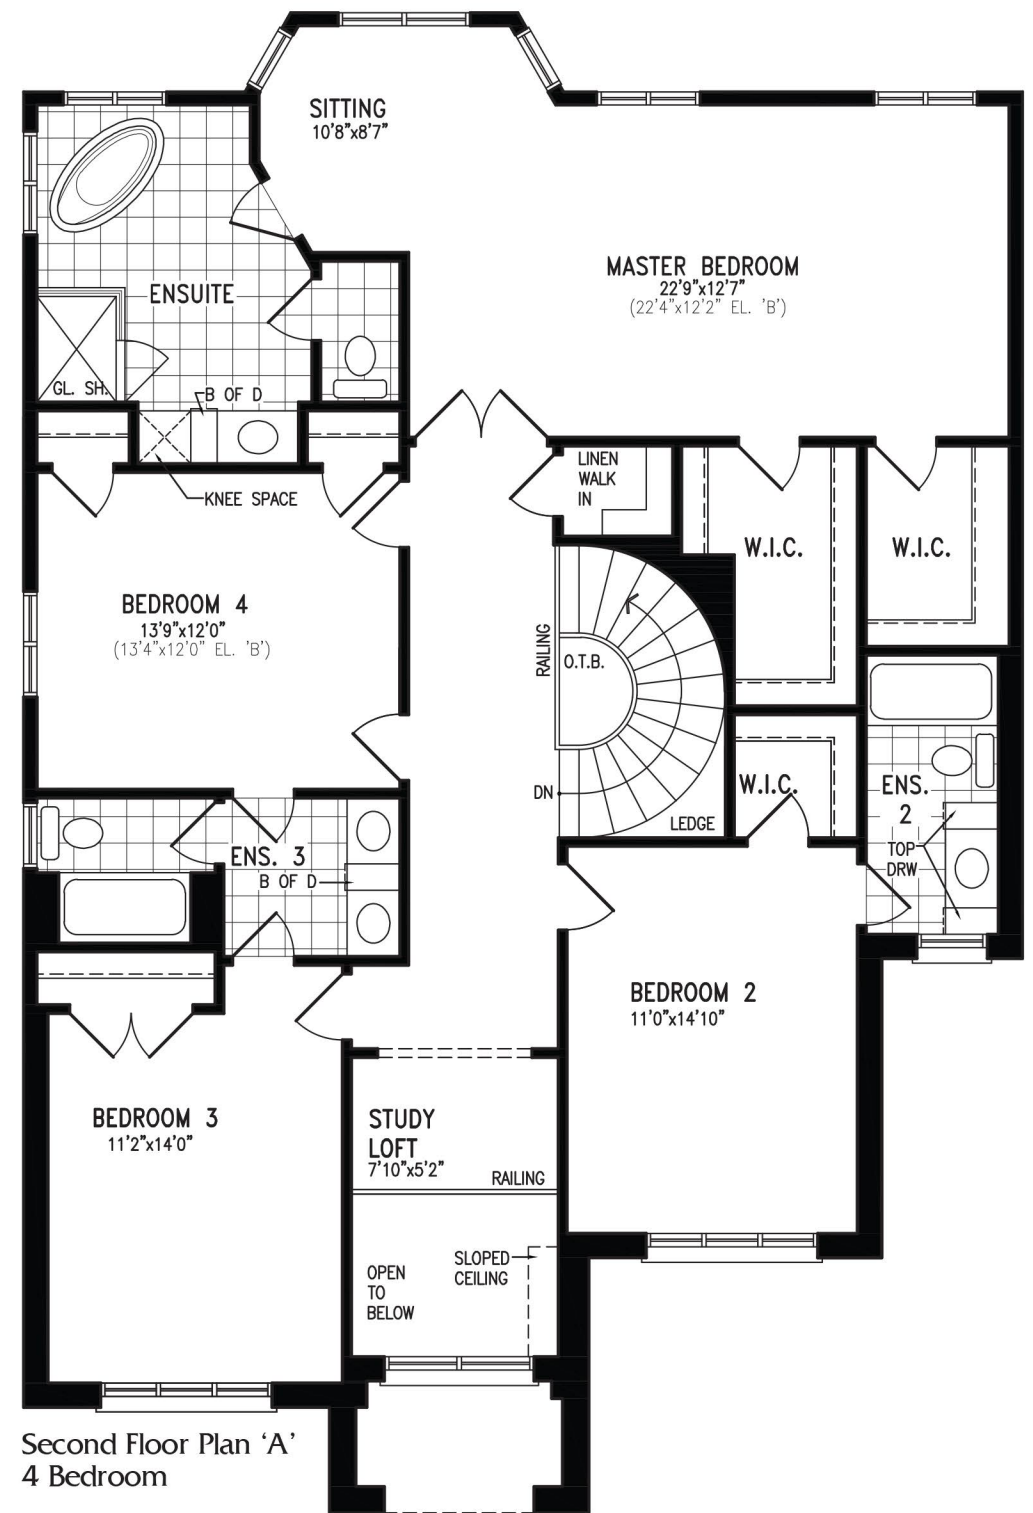 SITTING
10'8"x8'7"
MASTER BEDROOM
22'9"x12'7"
(22'4"x12'2" EL. 'B')
ENSUITE
GL. SH.
B OF D
KNEE SPACE
LINEN
WALK
IN
W.I.C.
W.I.C.
BEDROOM 4
13'9"x12'0"
(13'4"x12'0" EL. 'B')
RAILING
O.T.B.
DN
LEDGE
W.I.C.
ENS.
2
TOP
DRW
ENS. 3
B OF D
BEDROOM 2
11'0"x14'10"
BEDROOM 3
11'2"x14'0"
STUDY
LOFT
7'10"x5'2"
RAILING
OPEN
TO
BELOW
SLOPED
CEILING
Second Floor Plan ‘A’
4 Bedroom